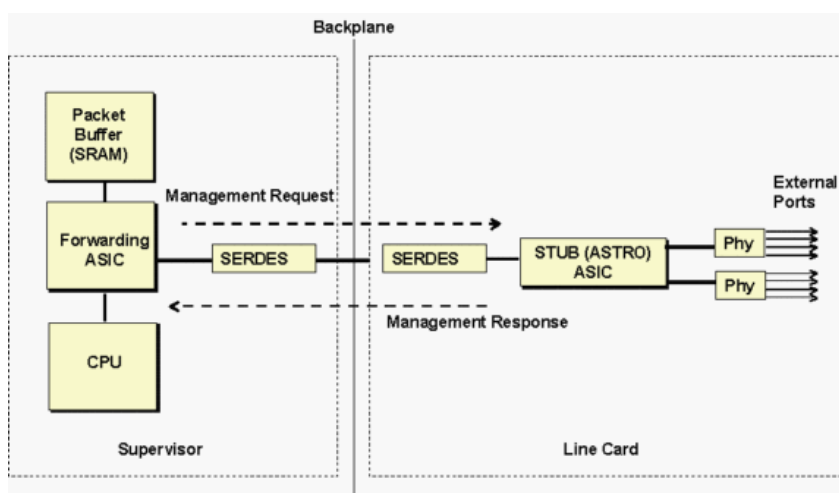 Backplane
Packet
Buffer
(SRAM)
Management Request
External
Ports
Forwarding
ASIC
SERDES
SERDES
STUB (ASTRO)
ASIC
Phy
Phy
Management Response
CPU
Supervisor
Line Card